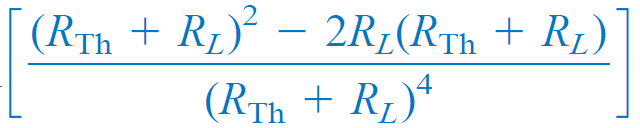 [ (R_Th + R_L)² − 2R_L(R_Th + R_L)
(R_Th + R_L)⁴ ]